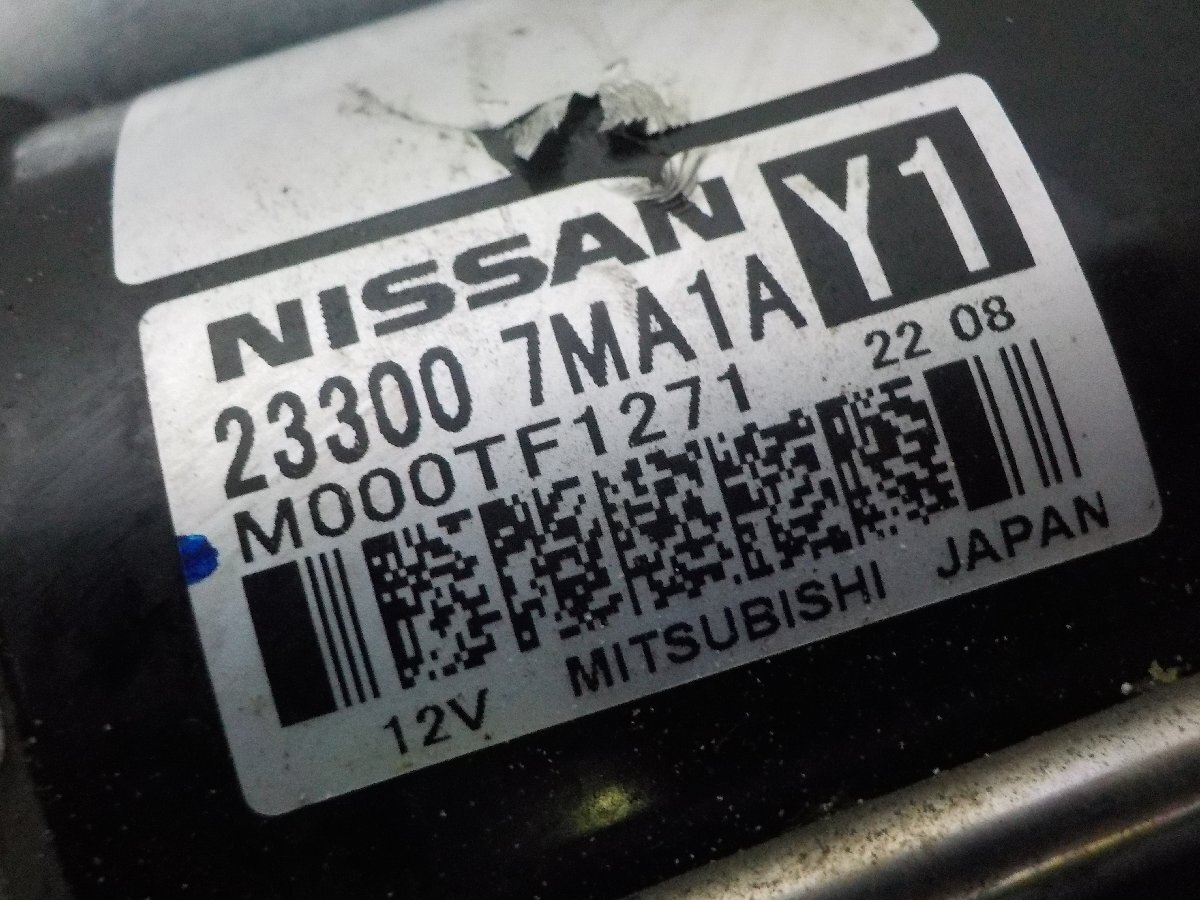 NISSAN Y1
23300 7MA1A
M000TF1271 22 08
12V MITSUBISHI JAPAN